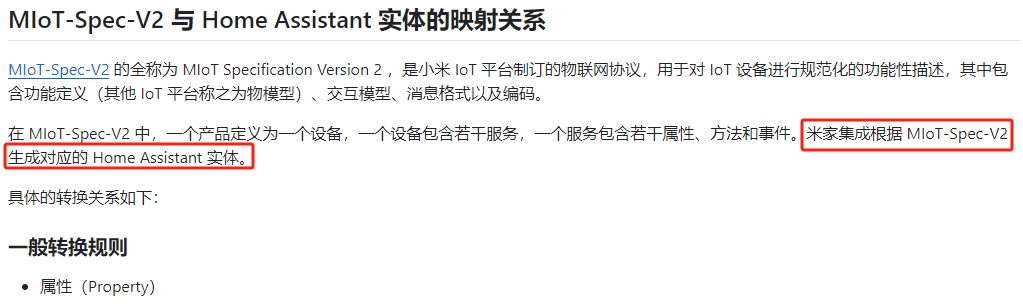 MIoT-Spec-V2 与 Home Assistant 实体的映射关系
MIoT-Spec-V2 的全称为 MIoT Specification Version 2 ，是小米 IoT 平台制订的物联网协议，用于对 IoT 设备进行规范化的功能性描述，其中包
含功能定义（其他 IoT 平台称之为物模型）、交互模型、消息格式以及编码。
在 MIoT-Spec-V2 中，一个产品定义为一个设备，一个设备包含若干服务，一个服务包含若干属性、方法和事件。米家集成根据 MIoT-Spec-V2
生成对应的 Home Assistant 实体。
具体的转换关系如下：
一般转换规则
• 属性（Property）